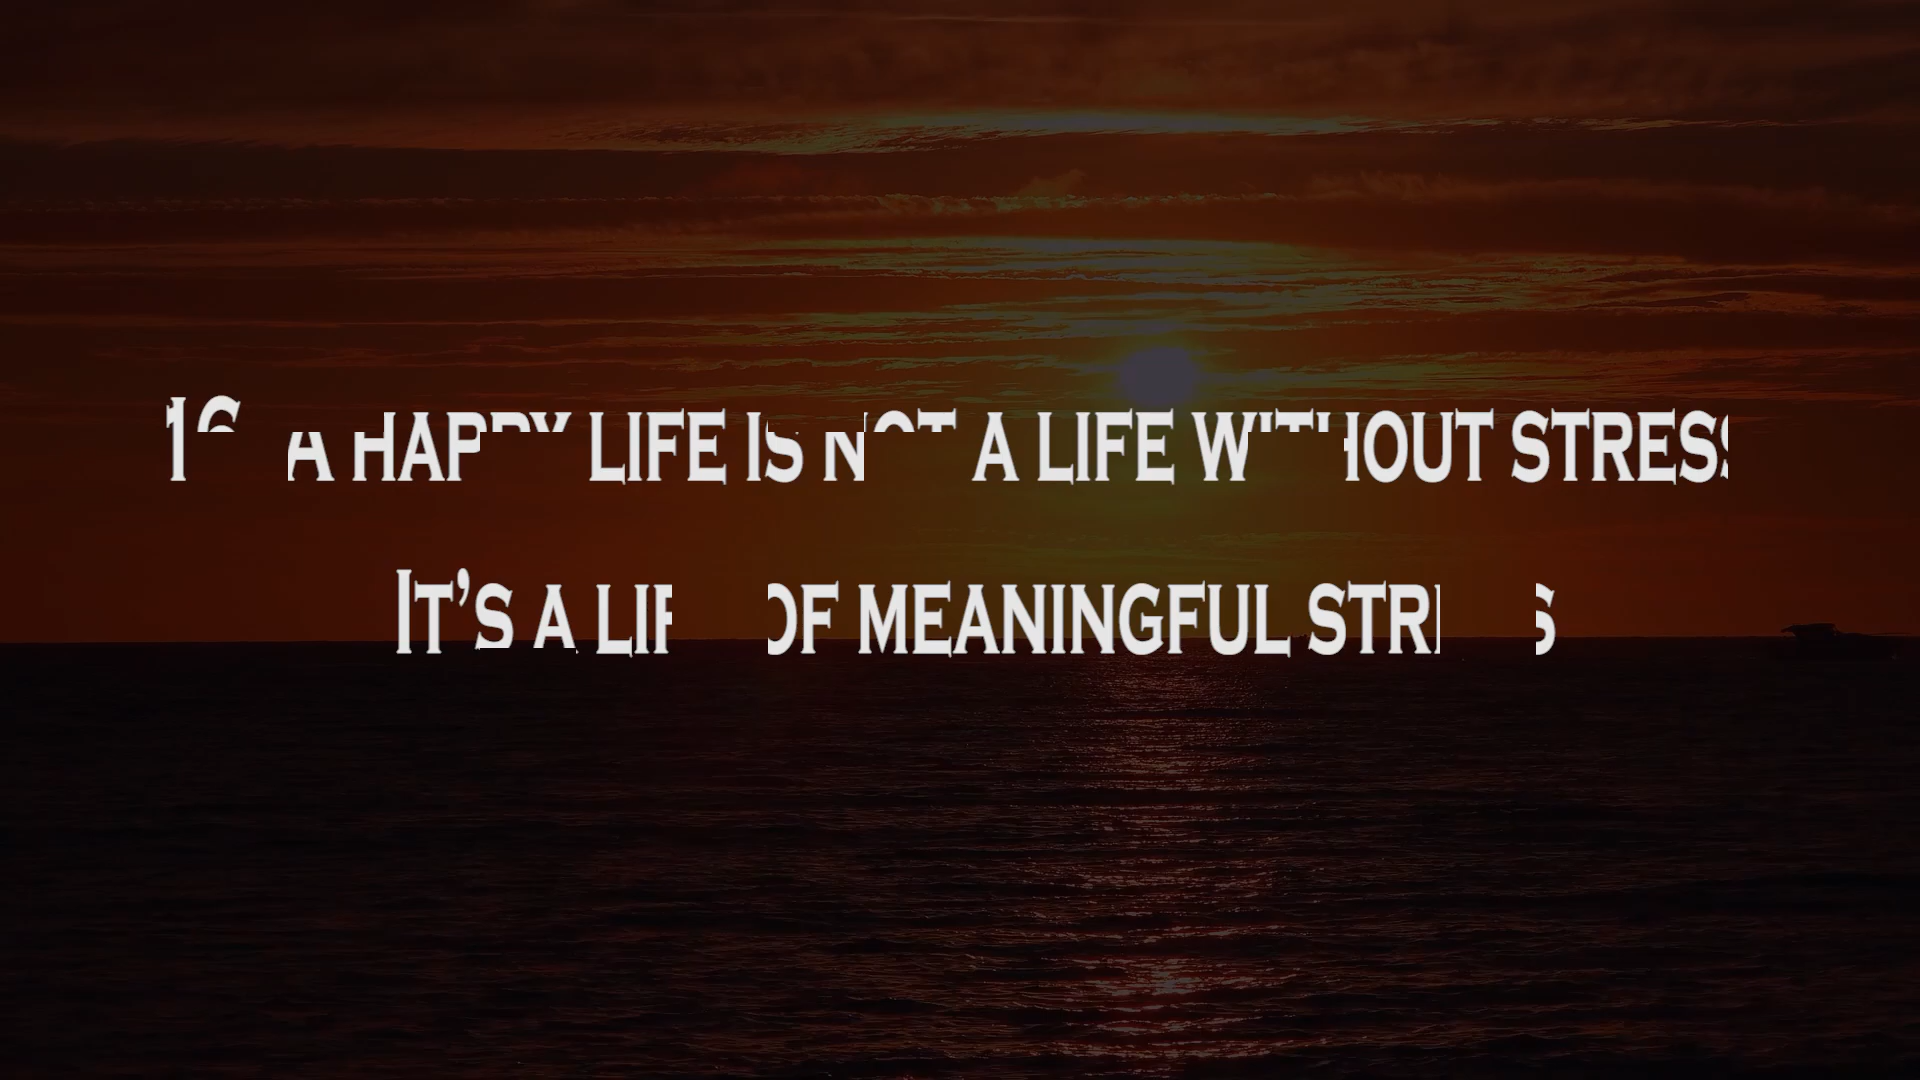 A HAPPY LIFE IS NOT A LIFE WITHOUT STRESS
IT'S A LIFE OF MEANINGFUL STRESS